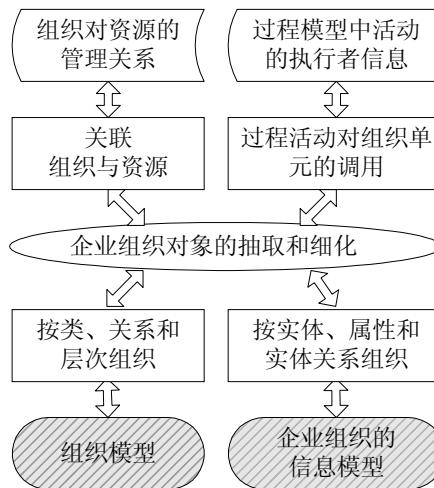 组织对资源的
管理关系
过程模型中活动
的执行者信息
关联
组织与资源
过程活动对组织单
元的调用
企业组织对象的抽取和细化
按类、关系和
层次组织
按实体、属性和
实体关系组织
组织模型
企业组织的
信息模型